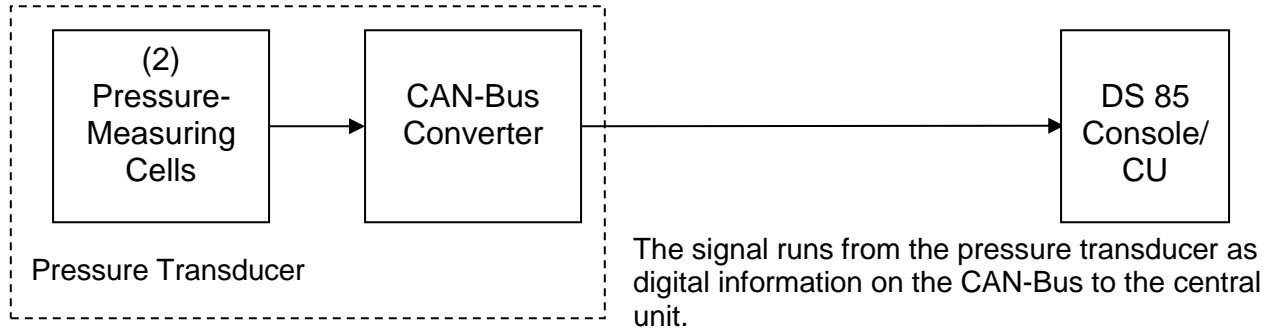 (2)
Pressure-
Measuring
Cells
CAN-Bus
Converter
DS 85
Console/
CU
Pressure Transducer
The signal runs from the pressure transducer as
digital information on the CAN-Bus to the central
unit.